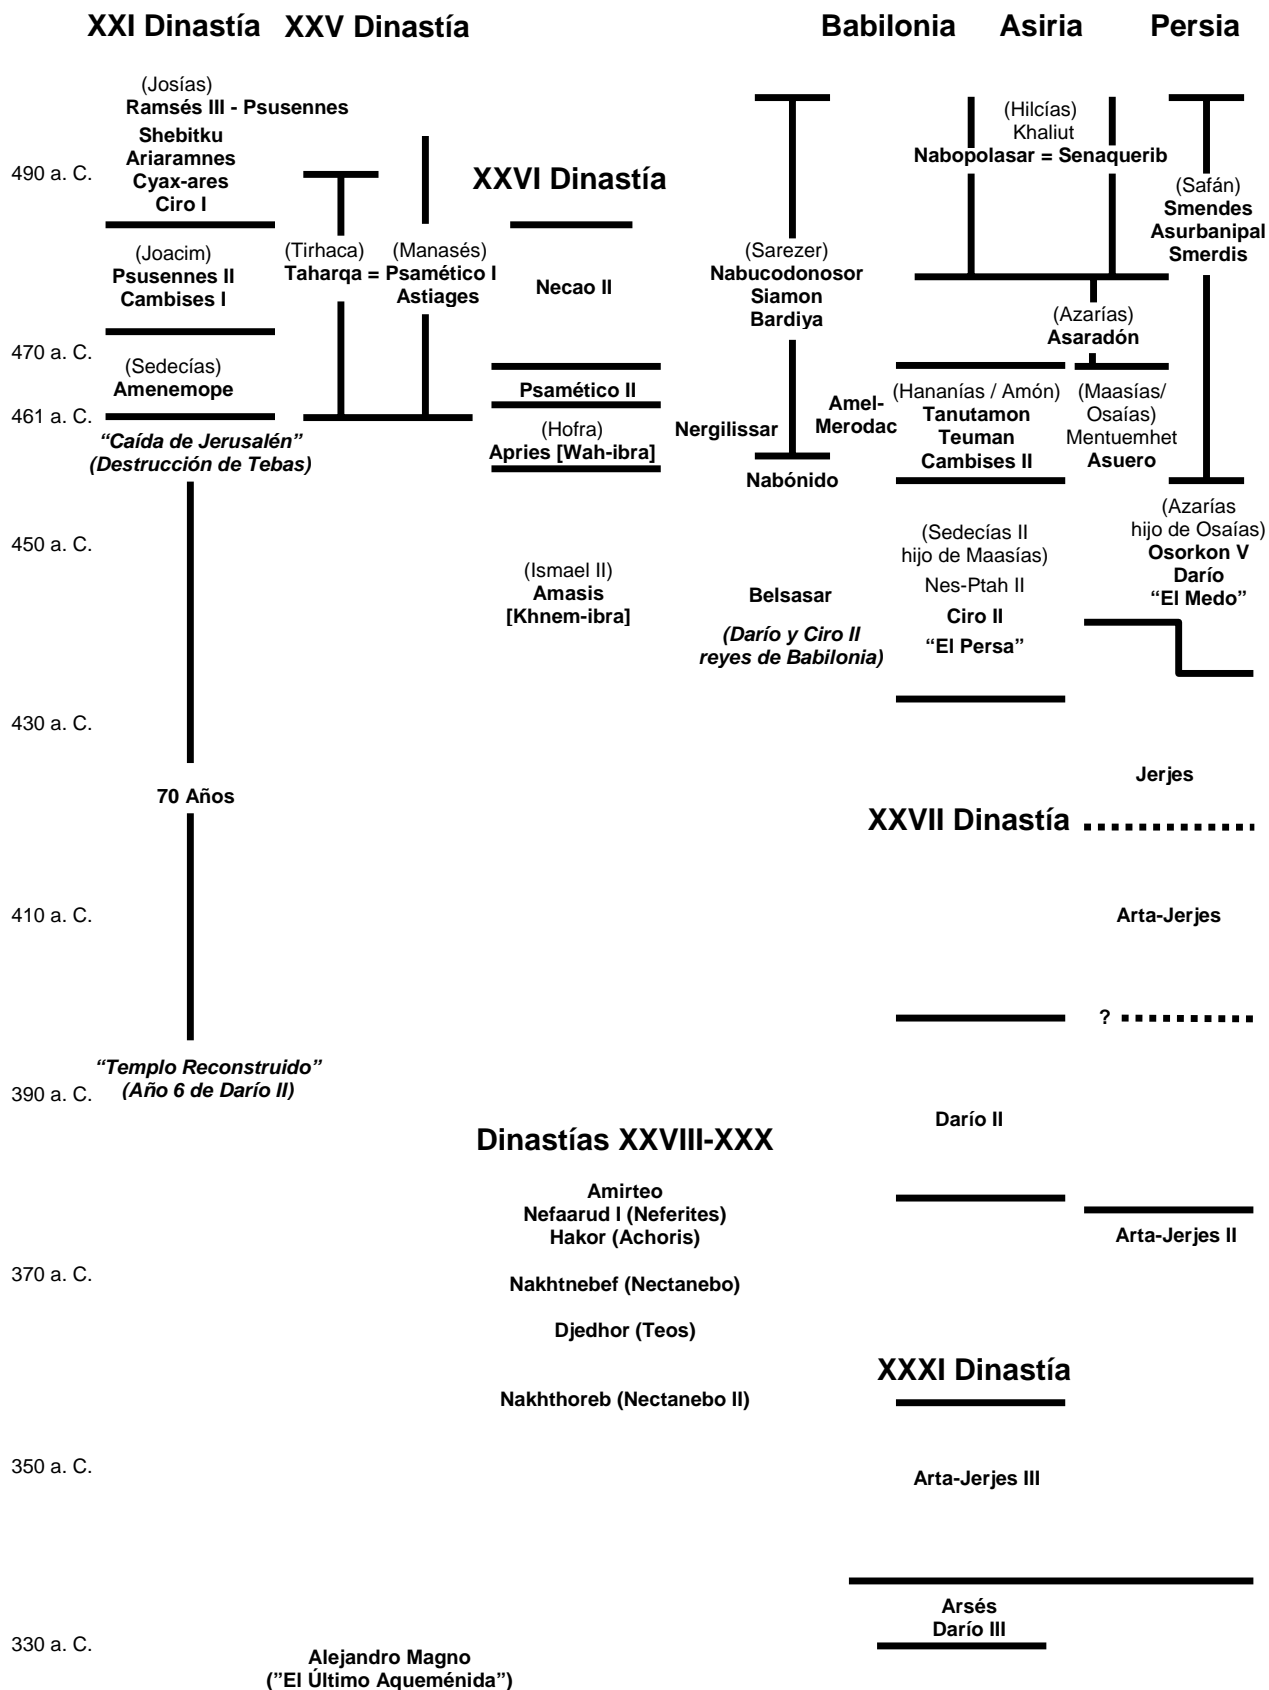 XXI Dinastía XXV Dinastía Babilonia Asiria Persia
(Josías)
Ramsés III - Psusennes
Shebitku
Ariaramnes
Cyax-ares
Ciro I
490 a. C.
XXVI Dinastía
(Hilcías)
Khaliut
Nabopolasar = Senaquerib
(Safán)
Smendes
Asurbanipal
Smerdis
(Joacim)
Psusennes II
Cambises I
(Tirhaca) (Manasés)
Taharqa = Psamético I
Astiages
Necao II
(Sarezer)
Nabucodonosor
Siamon
Bardiya
(Azarías)
Asaradón
470 a. C.
(Sedecías)
Amenemope
Psamético II
461 a. C.
(Hofra)
Apries [Wah-ibra]
Nergilissar
Amel-
Merodac
(Hananías / Amón)
Tanutamon
Teuman
Cambises II
(Maasías/
Osaías)
Mentuemhet
Asuero
“Caída de Jerusalén”
(Destrucción de Tebas)
Nabónido
450 a. C.
(Ismael II)
Amasis
[Khnem-ibra]
Belsasar
(Darío y Ciro II
reyes de Babilonia)
(Sedecías II
hijo de Maasías)
Nes-Ptah II
Ciro II
“El Persa”
(Azarías
hijo de Osaías)
Osorkon V
Darío
“El Medo”
430 a. C.
70 Años
Jerjes
XXVII Dinastía
410 a. C.
Arta-Jerjes
?
“Templo Reconstruido”
(Año 6 de Darío II)
390 a. C.
Darío II
Dinastías XXVIII-XXX
Amirteo
Nefaarud I (Neferites)
Hakor (Achoris)
Arta-Jerjes II
370 a. C.
Nakhtnebef (Nectanebo)
Djedhor (Teos)
XXXI Dinastía
Nakhthoreb (Nectanebo II)
350 a. C.
Arta-Jerjes III
Arsés
Darío III
330 a. C.
Alejandro Magno
("El Último Aqueménida”)